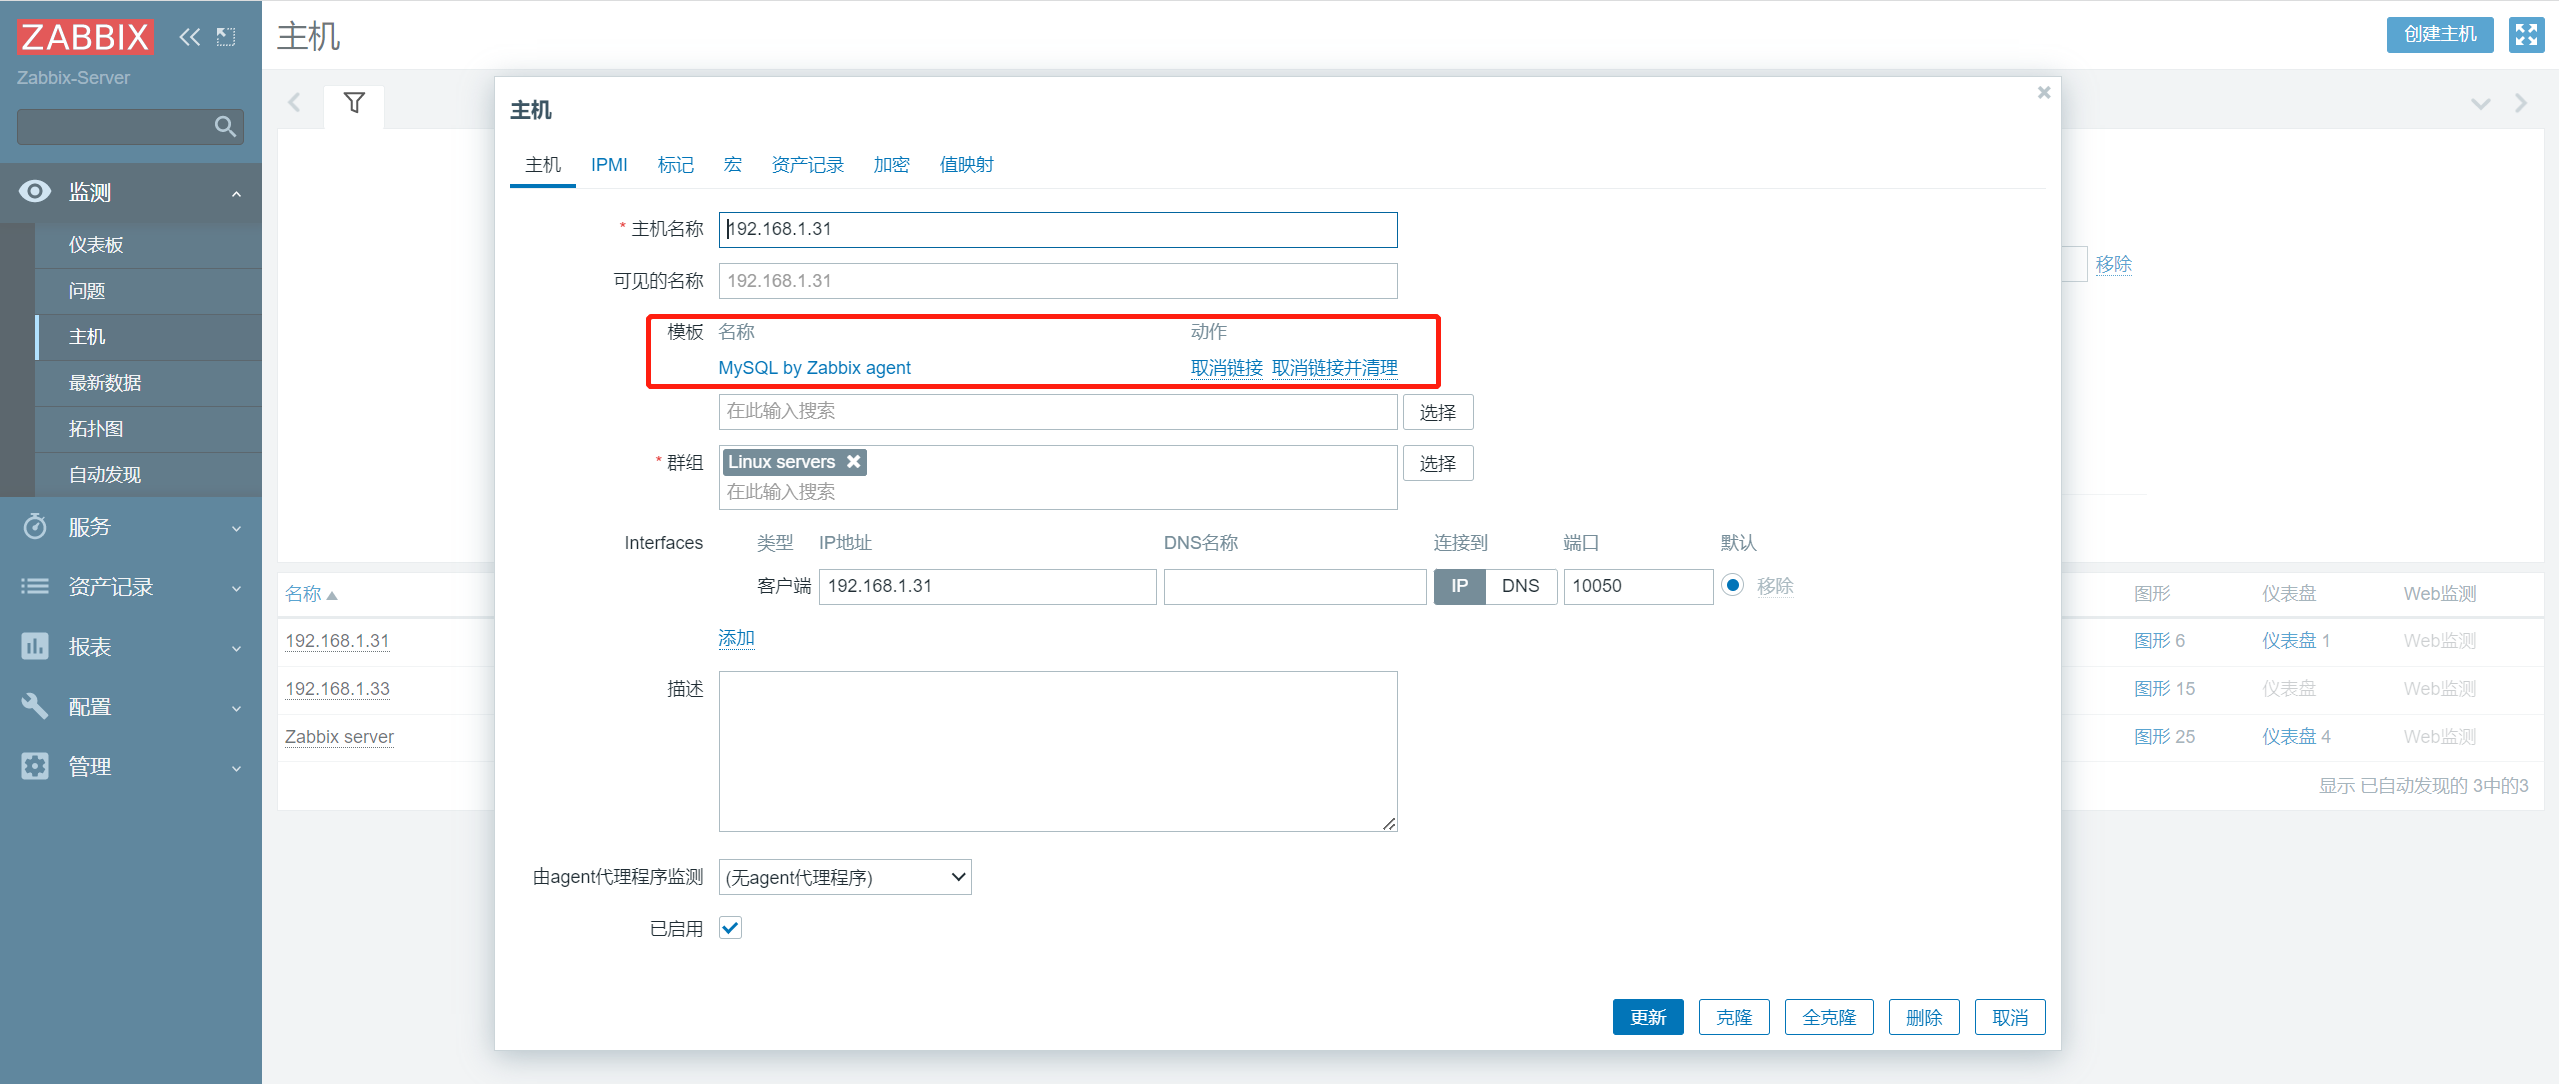 ZABBIX
Zabbix-Server
监测
仪表板
问题
主机
最新数据
拓扑图
自动发现
服务
资产记录
报表
配置
管理
主机
创建主机
主机
主机 IPMI 标记 宏 资产记录 加密 值映射
* 主机名称 192.168.1.31
可见的名称 192.168.1.31
模板 名称 动作
MySQL by Zabbix agent 取消链接 取消链接并清理
在此输入搜索 选择
* 群组 Linux servers 选择
在此输入搜索
Interfaces 类型 IP地址 DNS名称 连接到 端口 默认
客户端 192.168.1.31 IP DNS 10050 移除
添加
描述
由agent代理程序监测 (无agent代理程序)
已启用
更新 克隆 全克隆 删除 取消
移除
名称 图形 仪表盘 Web监测
192.168.1.31 图形 6 仪表盘 1 Web监测
192.168.1.33 图形 15 仪表盘 Web监测
Zabbix server 图形 25 仪表盘 4 Web监测
显示 已自动发现的 3中的3